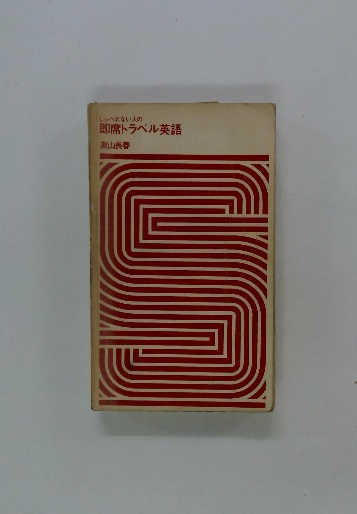 しゃべれない人の
即席トラベル英語
奥山長春